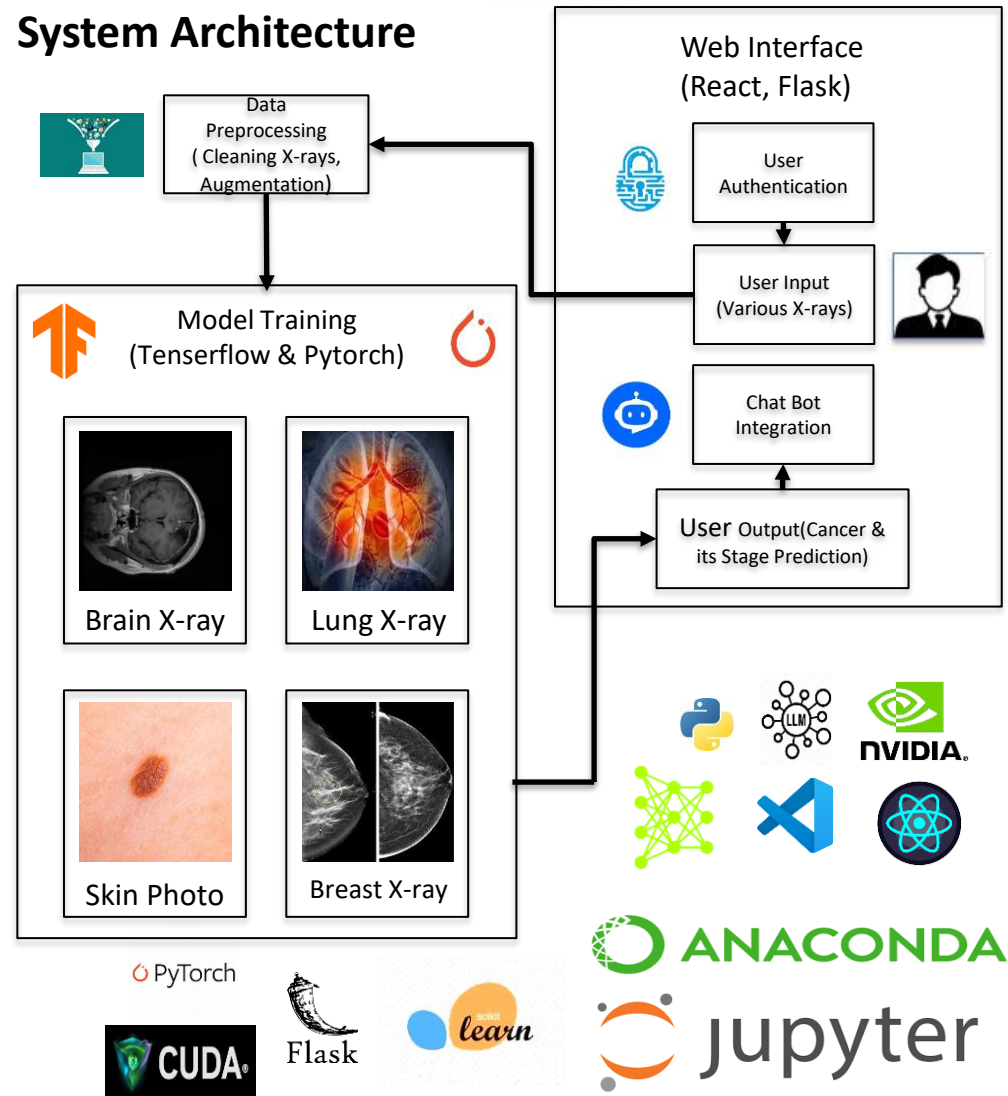 System Architecture
Data
Preprocessing
( Cleaning X-rays,
Augmentation)
Web Interface
(React, Flask)
User
Authentication
User Input
(Various X-rays)
Chat Bot
Integration
User Output(Cancer &
its Stage Prediction)
Model Training
(Tenserflow & Pytorch)
Brain X-ray
Lung X-ray
Skin Photo
Breast X-ray
LLM
NVIDIA®
ANACONDA
PyTorch
CUDA®
Flask
scikit
learn
jupyter